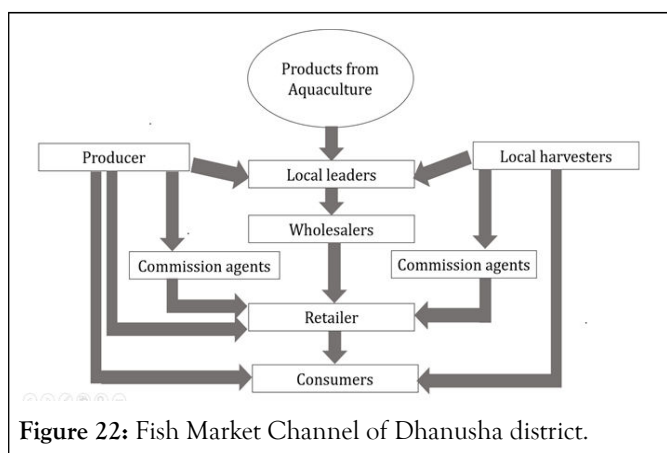 Products from
Aquaculture
Producer
Local harvesters
Local leaders
Wholesalers
Commission agents
Commission agents
Retailer
Consumers
Figure 22: Fish Market Channel of Dhanusha district.